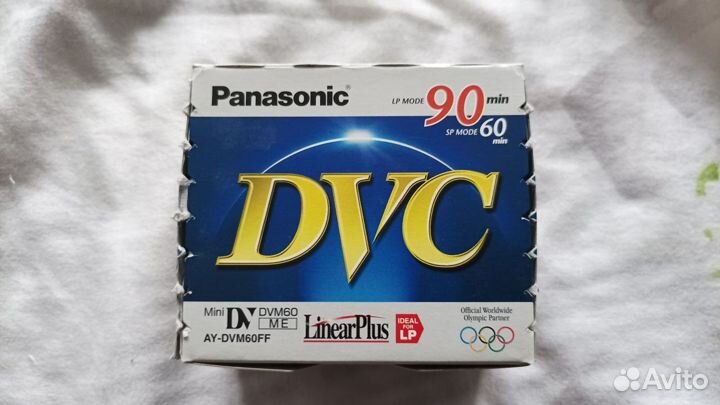 Panasonic®
LP MODE 90 min
SP MODE 60 min
DVC
Mini DV DVM60 ME
AY-DVM60FF
LinearPlus
IDEAL FOR LP
Official Worldwide
Olympic Partner
Avito